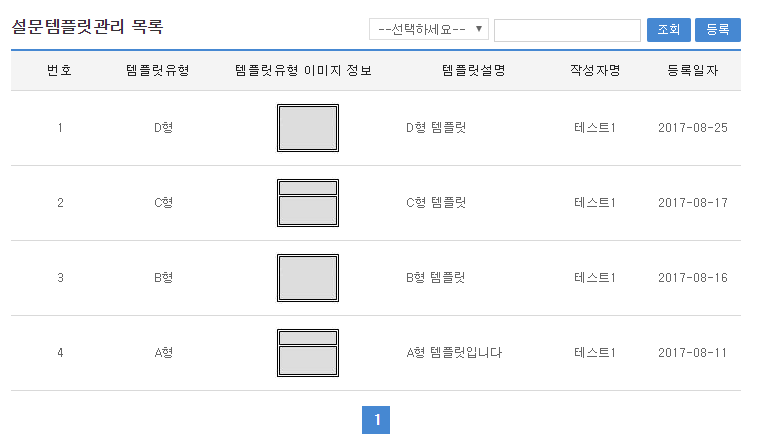 설문템플릿관리 목록 --선택하세요-- 조회 등록
번호 템플릿유형 템플릿유형 이미지 정보 템플릿설명 작성자명 등록일자
1 D형 D형 템플릿 테스트1 2017-08-25
2 C형 C형 템플릿 테스트1 2017-08-17
3 B형 B형 템플릿 테스트1 2017-08-16
4 A형 A형 템플릿입니다 테스트1 2017-08-11
1